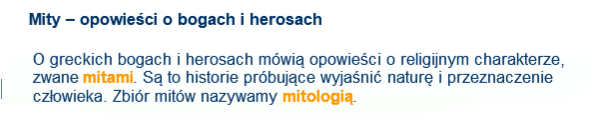 Mity – opowieści o bogach i herosach
O greckich bogach i herosach mówią opowieści o religijnym charakterze,
zwane mitami. Są to historie próbujące wyjaśnić naturę i przeznaczenie
człowieka. Zbiór mitów nazywamy mitologią.